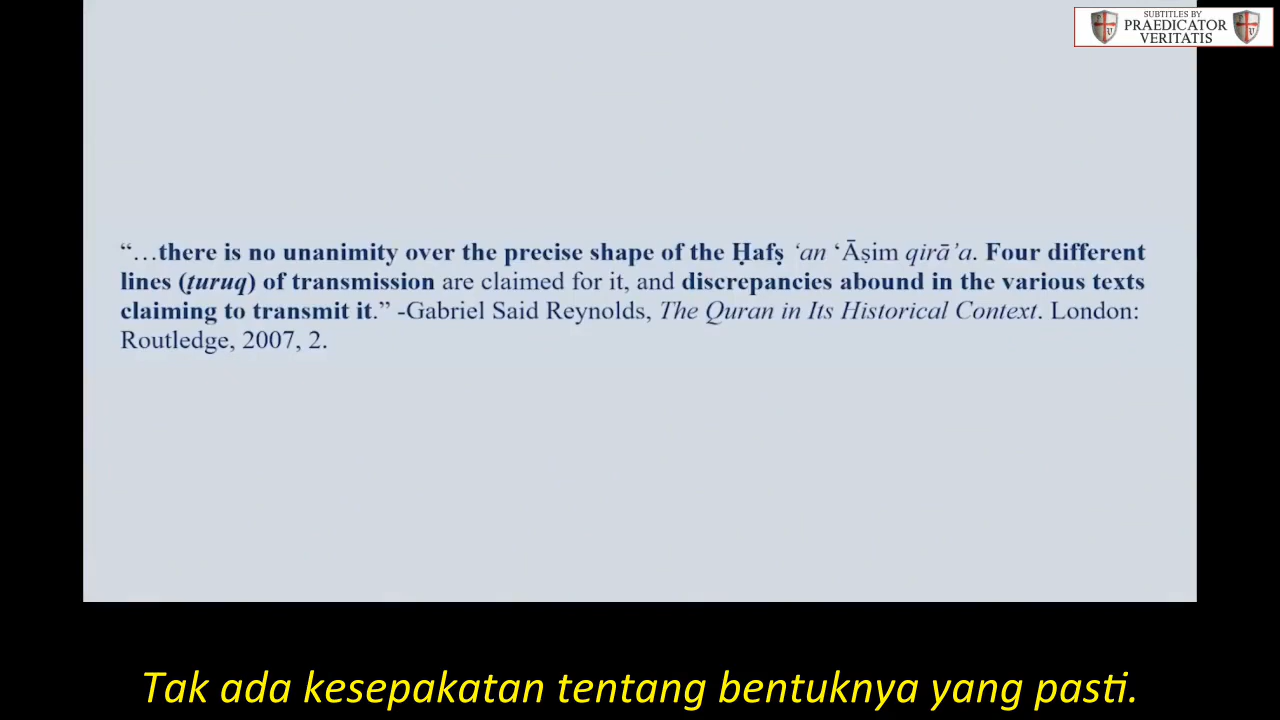 SUBTITLES BY
PRAEDICATOR
VERITATIS
“…there is no unanimity over the precise shape of the Ḥafṣ ‘an ‘Āṣim qirā’a. Four different
lines (ṭuruq) of transmission are claimed for it, and discrepancies abound in the various texts
claiming to transmit it.” -Gabriel Said Reynolds, The Quran in Its Historical Context. London:
Routledge, 2007, 2.
Tak ada kesepakatan tentang bentuknya yang pasti.